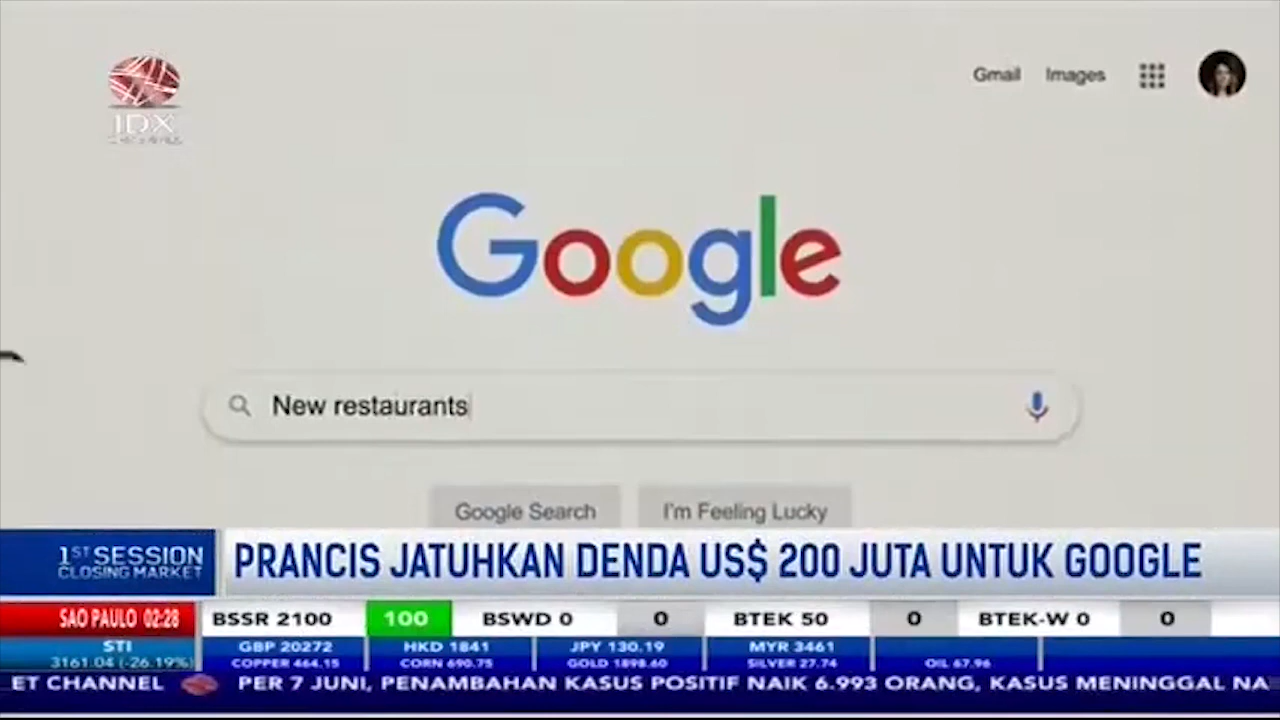 IDX
Gmail Images
Google
New restaurants
Google Search I'm Feeling Lucky
1ST SESSION
CLOSING MARKET
PRANCIS JATUHKAN DENDA US$ 200 JUTA UNTUK GOOGLE
SAO PAULO 02:28 BSSR 2100 100 BSWD 0 0 BTEK 50 0 BTEK-W 0 0
STI GBP 20272 HKD 1841 JPY 130.19 MYR 3461
3161.04 (-26.19%) COPPER 464.15 CORN 690.75 GOLD 1898.60 SILVER 27.74 OIL 67.96
ET CHANNEL PER 7 JUNI, PENAMBAHAN KASUS POSITIF NAIK 6.993 ORANG, KASUS MENINGGAL NA